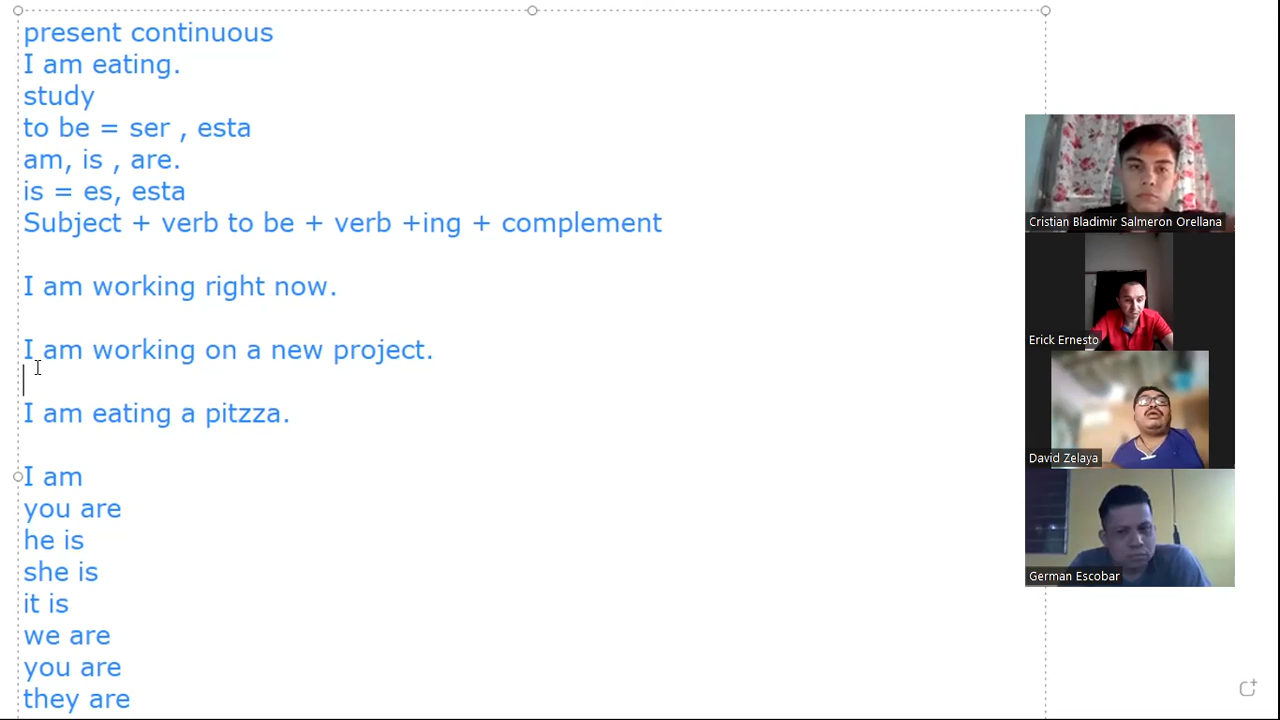 present continuous
I am eating.
study
to be = ser , esta
am, is , are.
is = es, esta
Subject + verb to be + verb +ing + complement
I am working right now.
I am working on a new project.
I am eating a pitzza.
I am
you are
he is
she is
it is
we are
you are
they are
Cristian Bladimir Salmeron Orellana
Erick Ernesto
David Zelaya
German Escobar